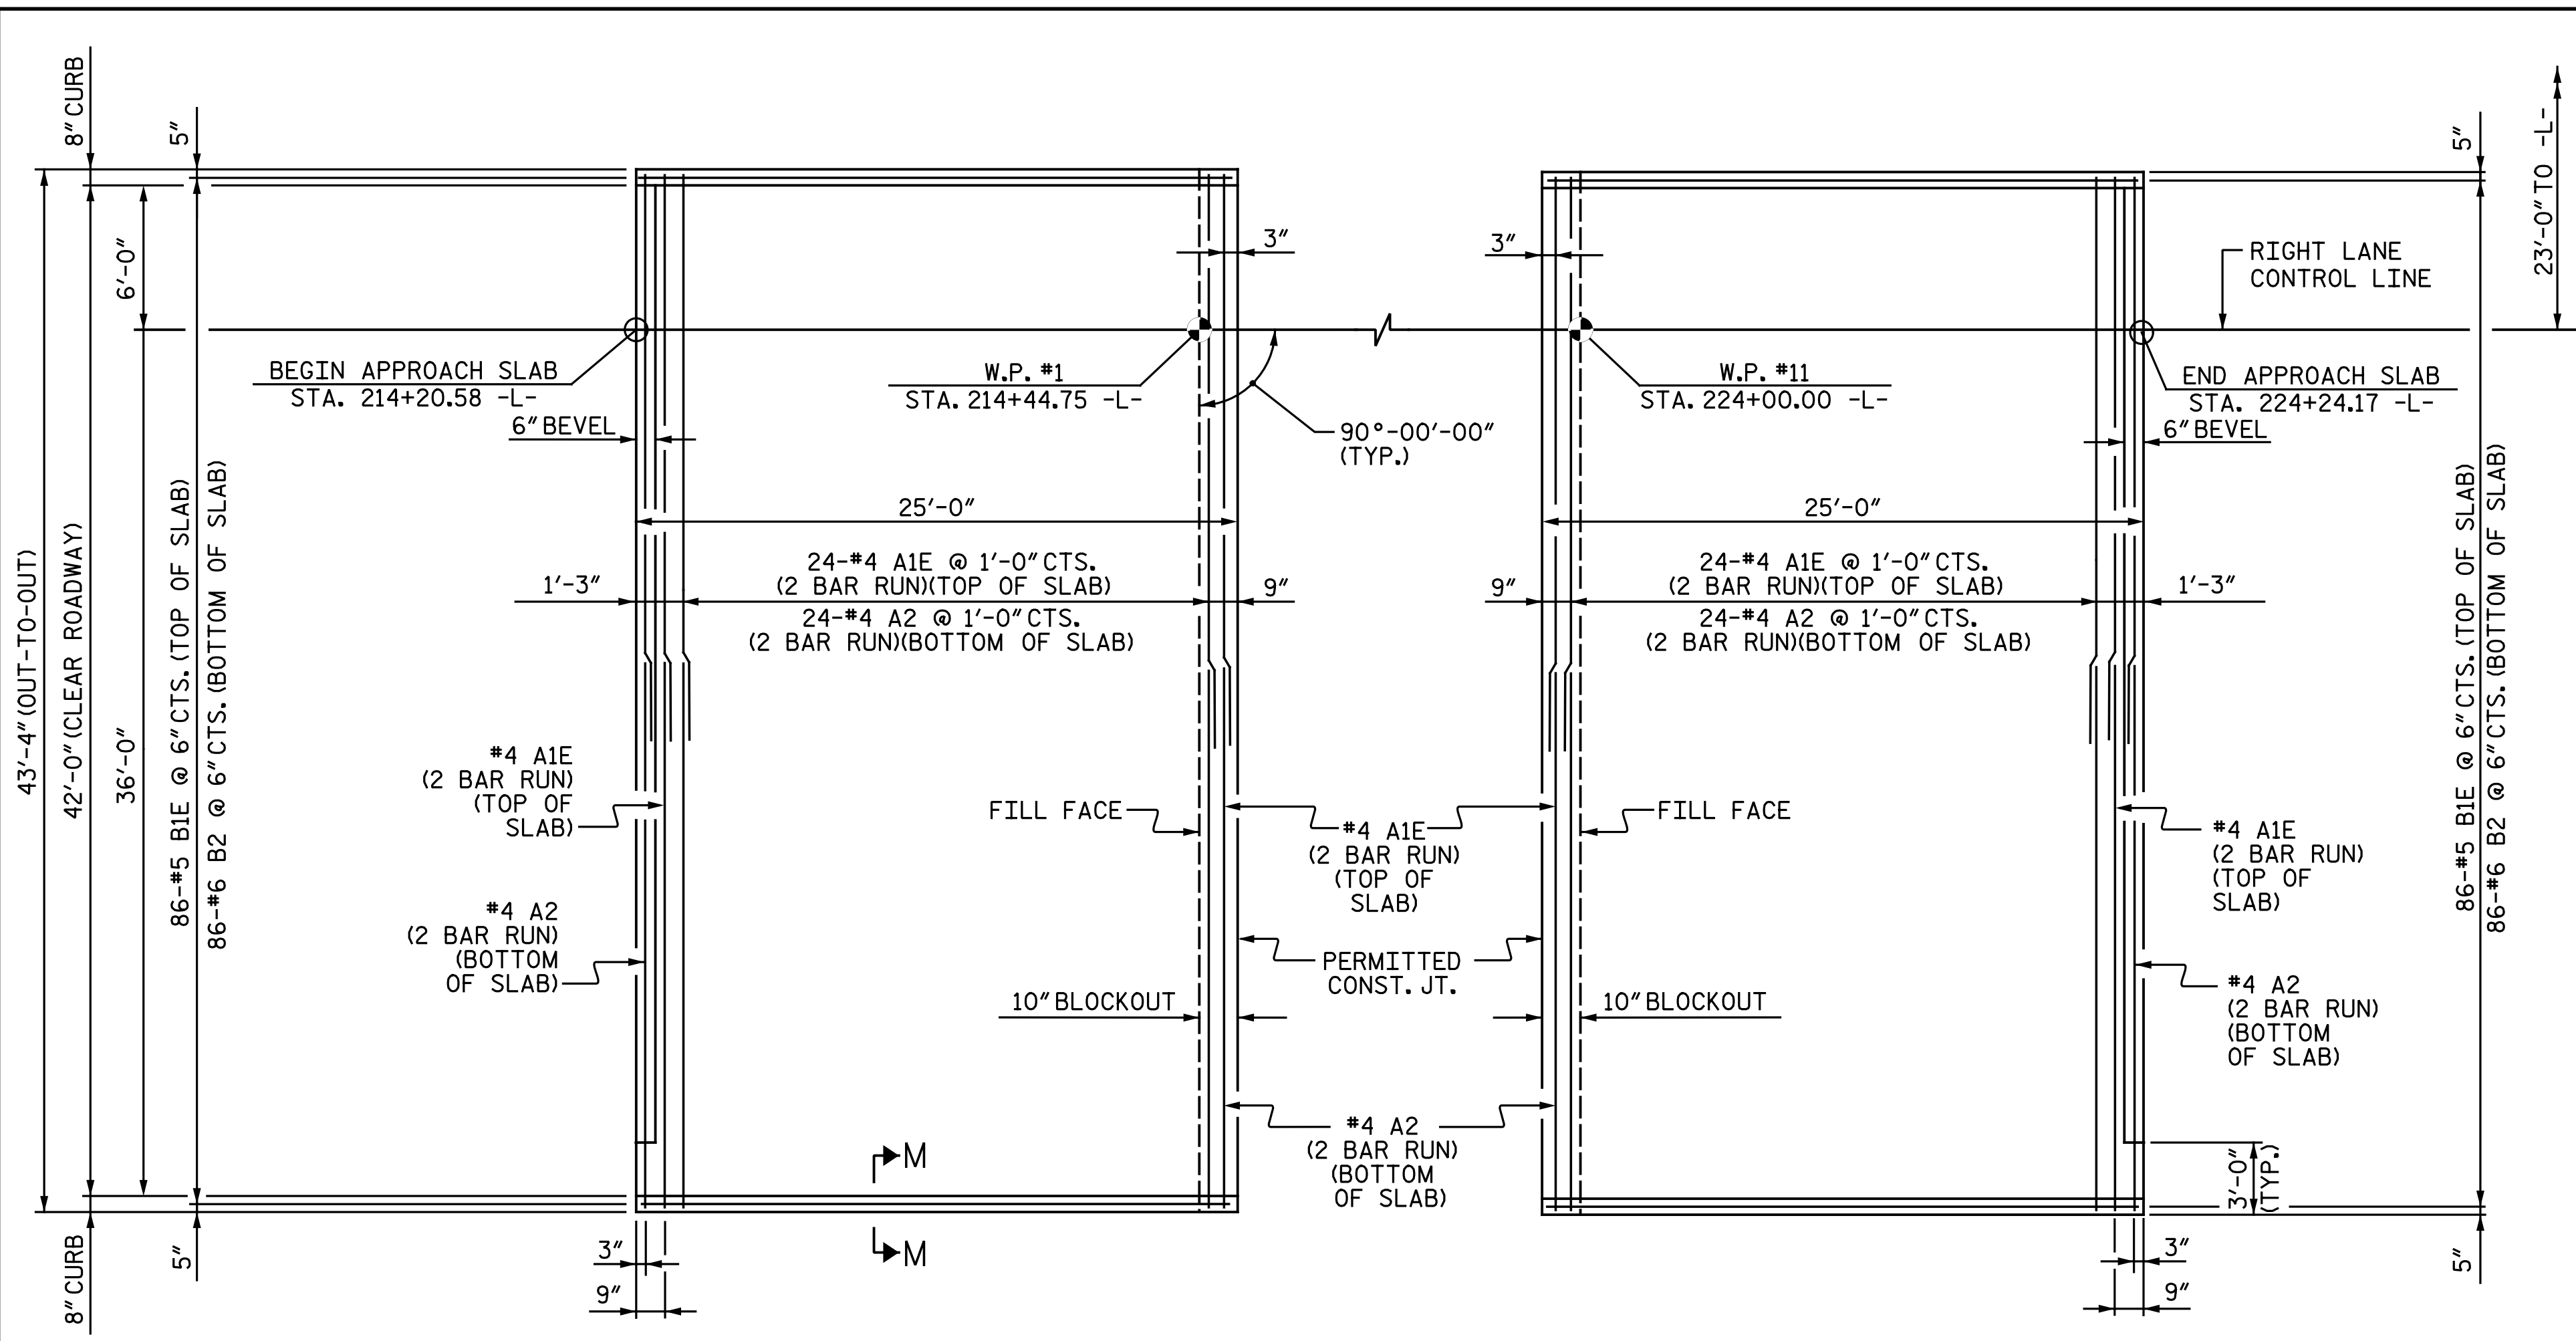 8" CURB
5"
43'-4" (OUT-TO-OUT)
42'-0" (CLEAR ROADWAY)
6'-0"
36'-0"
86-#5 B1E @ 6" CTS. (TOP OF SLAB)
86-#6 B2 @ 6" CTS. (BOTTOM OF SLAB)
8" CURB
5"
BEGIN APPROACH SLAB
STA. 214+20.58 -L-
6" BEVEL
3"
W.P. #1
STA. 214+44.75 -L-
90°-00'-00"
(TYP.)
25'-0"
1'-3"
24-#4 A1E @ 1'-0" CTS.
(2 BAR RUN)(TOP OF SLAB)
24-#4 A2 @ 1'-0" CTS.
(2 BAR RUN)(BOTTOM OF SLAB)
9"
#4 A1E
(2 BAR RUN)
(TOP OF
SLAB)
#4 A2
(2 BAR RUN)
(BOTTOM
OF SLAB)
FILL FACE
10" BLOCKOUT
M
M
3"
9"
#4 A1E
(2 BAR RUN)
(TOP OF
SLAB)
PERMITTED
CONST. JT.
#4 A2
(2 BAR RUN)
(BOTTOM
OF SLAB)
3"
W.P. #11
STA. 224+00.00 -L-
25'-0"
9"
24-#4 A1E @ 1'-0" CTS.
(2 BAR RUN)(TOP OF SLAB)
24-#4 A2 @ 1'-0" CTS.
(2 BAR RUN)(BOTTOM OF SLAB)
1'-3"
FILL FACE
10" BLOCKOUT
RIGHT LANE
CONTROL LINE
END APPROACH SLAB
STA. 224+24.17 -L-
6" BEVEL
#4 A1E
(2 BAR RUN)
(TOP OF
SLAB)
#4 A2
(2 BAR RUN)
(BOTTOM
OF SLAB)
3'-0"
(TYP.)
3"
9"
5"
23'-0" TO -L-
86-#5 B1E @ 6" CTS. (TOP OF SLAB)
86-#6 B2 @ 6" CTS. (BOTTOM OF SLAB)
5"